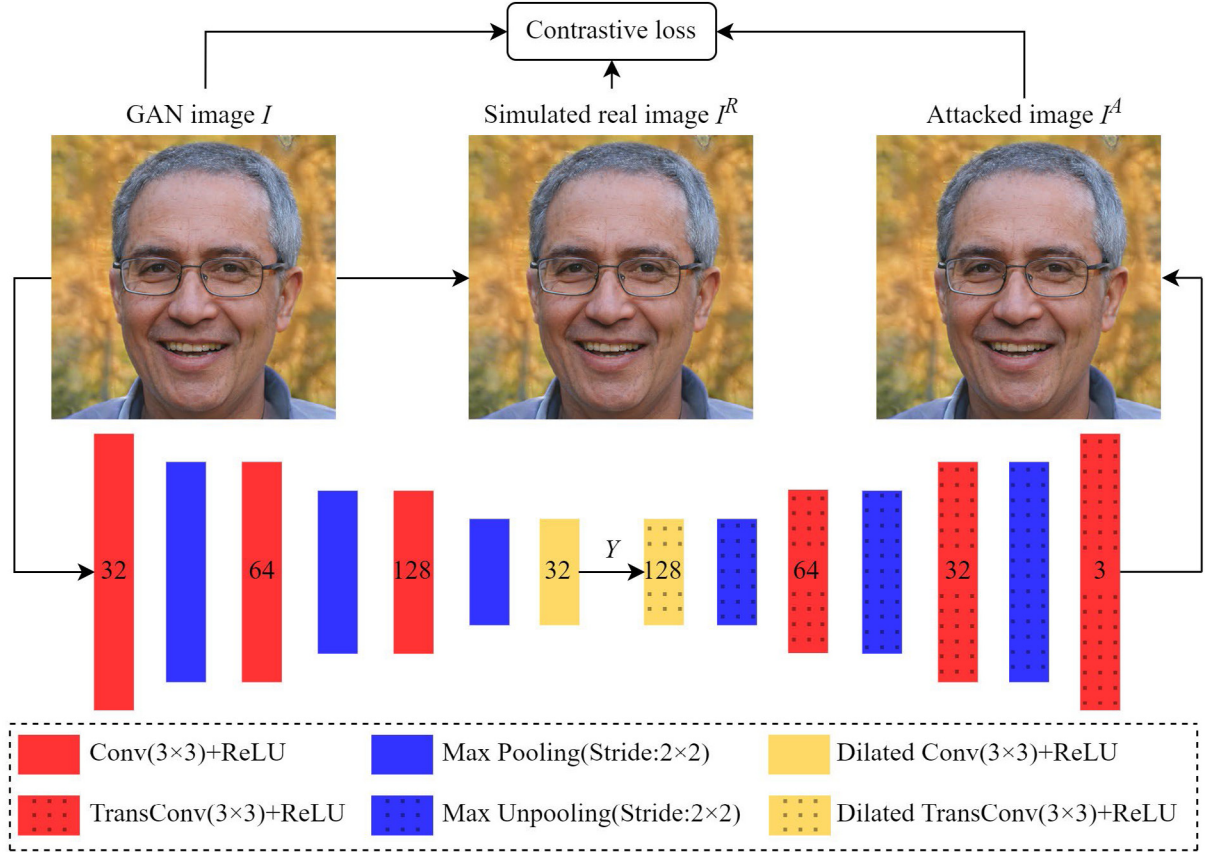 Contrastive loss
GAN image I
Simulated real image I^R
Attacked image I^A
32
64
128
32
Y
128
64
32
3
Conv(3×3)+ReLU
Max Pooling(Stride:2×2)
Dilated Conv(3×3)+ReLU
TransConv(3×3)+ReLU
Max Unpooling(Stride:2×2)
Dilated TransConv(3×3)+ReLU